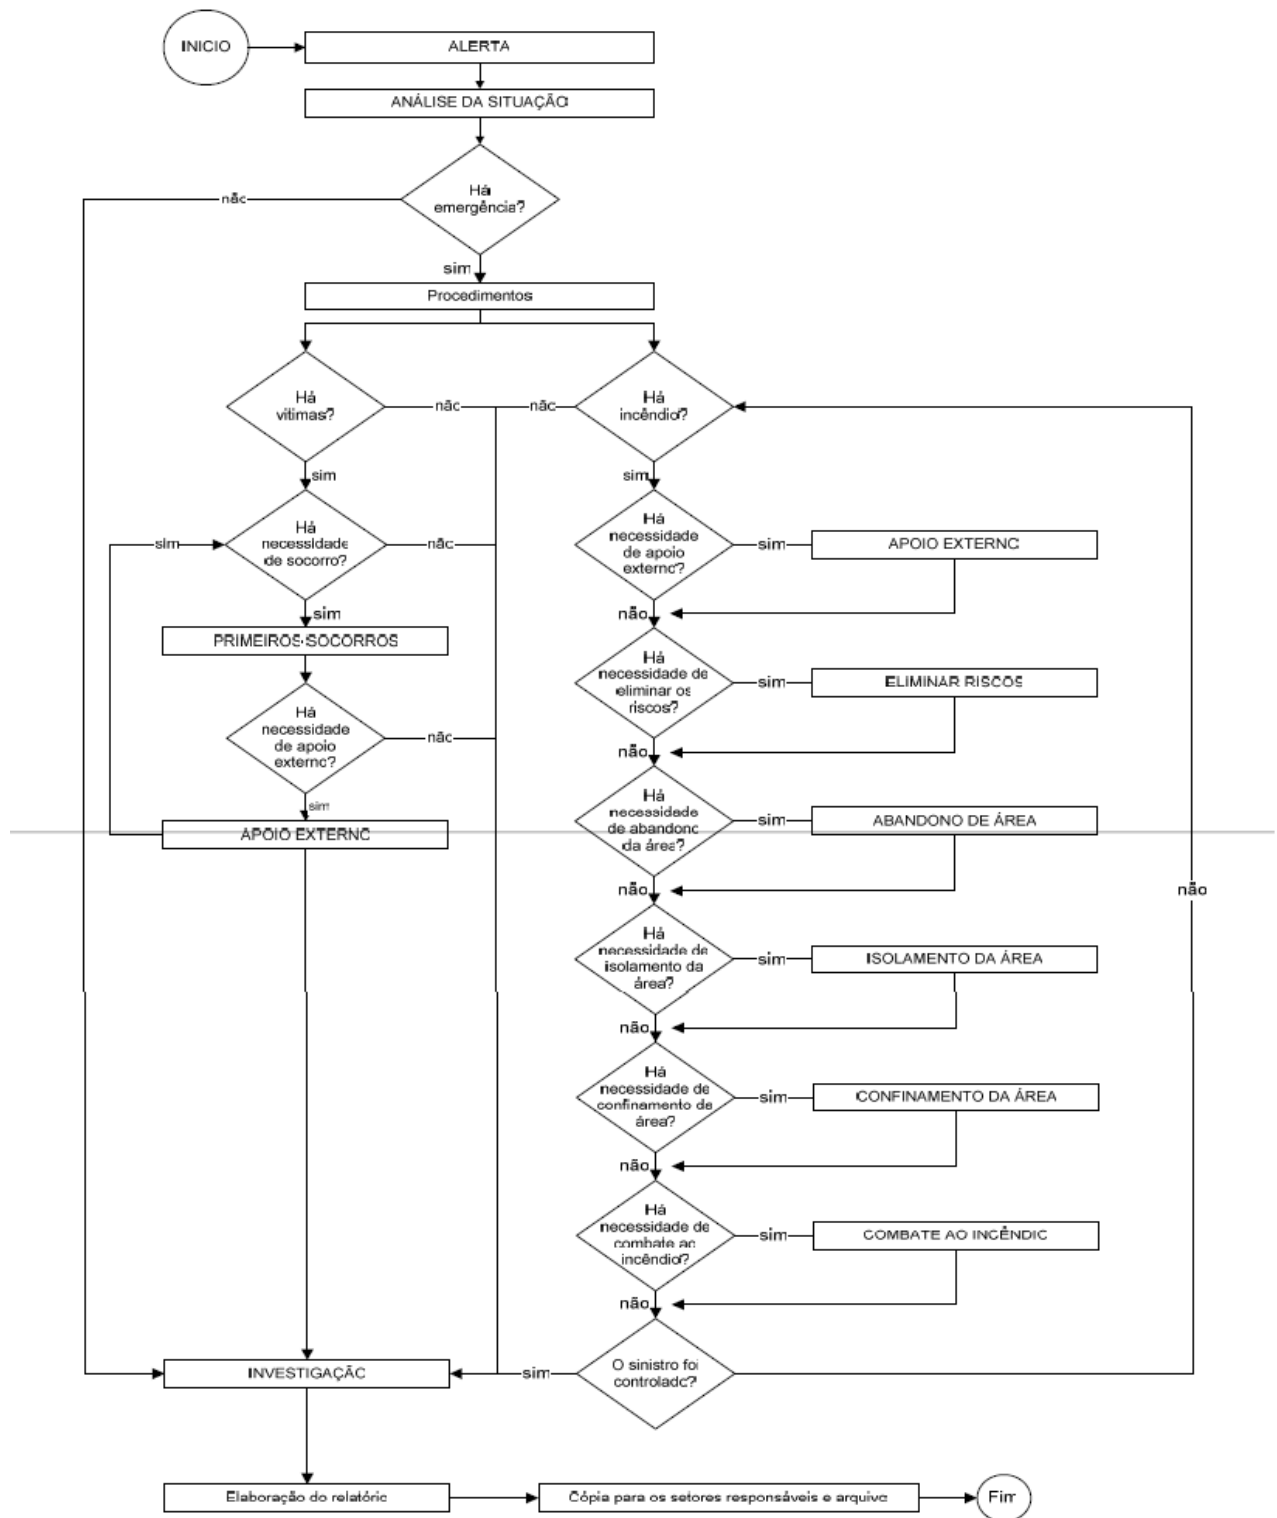 INICIO
ALERTA
ANÁLISE DA SITUAÇÃO
não
Há
emergência?
sim
Procedimentos
Há
vítimas?
não
não
Há
incêndio?
sim
sim
sim
Há
necessidade
de socorro?
não
Há
necessidade
de apoio
externo?
sim
APOIO EXTERNO
sim
não
PRIMEIROS SOCORROS
Há
necessidade de
eliminar os
riscos?
sim
ELIMINAR RISCOS
Há
necessidade
de apoio
externo?
não
não
sim
Há
necessidade
de abandono
da área?
sim
ABANDONO DE ÁREA
APOIO EXTERNO
não
não
Há
necessidade de
isolamento da
área?
sim
ISOLAMENTO DA ÁREA
não
Há
necessidade de
confinamento da
área?
sim
CONFINAMENTO DA ÁREA
não
Há
necessidade de
combate ao
incêndio?
sim
COMBATE AO INCÊNDIO
não
INVESTIGAÇÃO
sim
O sinistro foi
controlado?
Elaboração do relatório
Cópia para os setores responsáveis e arquivo
Fim